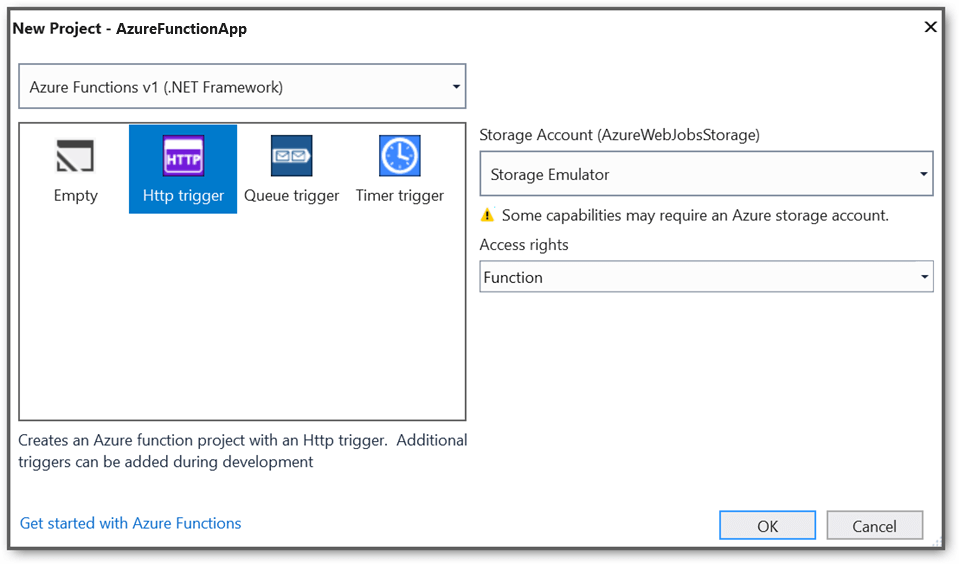 New Project - AzureFunctionApp
Azure Functions v1 (.NET Framework)
Empty
HTTP
Http trigger
Queue trigger
Timer trigger
Storage Account (AzureWebJobsStorage)
Storage Emulator
Some capabilities may require an Azure storage account.
Access rights
Function
Creates an Azure function project with an Http trigger.  Additional
triggers can be added during development
Get started with Azure Functions
OK
Cancel